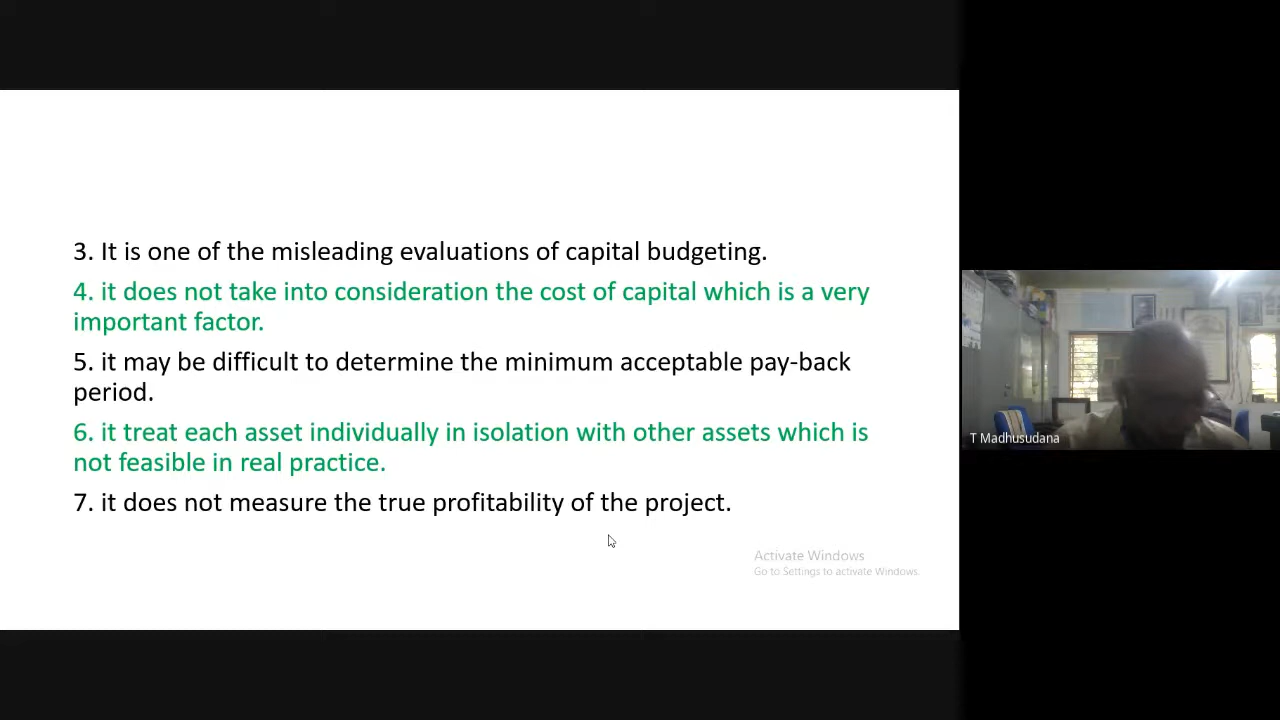 3. It is one of the misleading evaluations of capital budgeting.
4. it does not take into consideration the cost of capital which is a very
important factor.
5. it may be difficult to determine the minimum acceptable pay-back
period.
6. it treat each asset individually in isolation with other assets which is
not feasible in real practice.
7. it does not measure the true profitability of the project.
Activate Windows
Go to Settings to activate Windows.
T Madhusudana